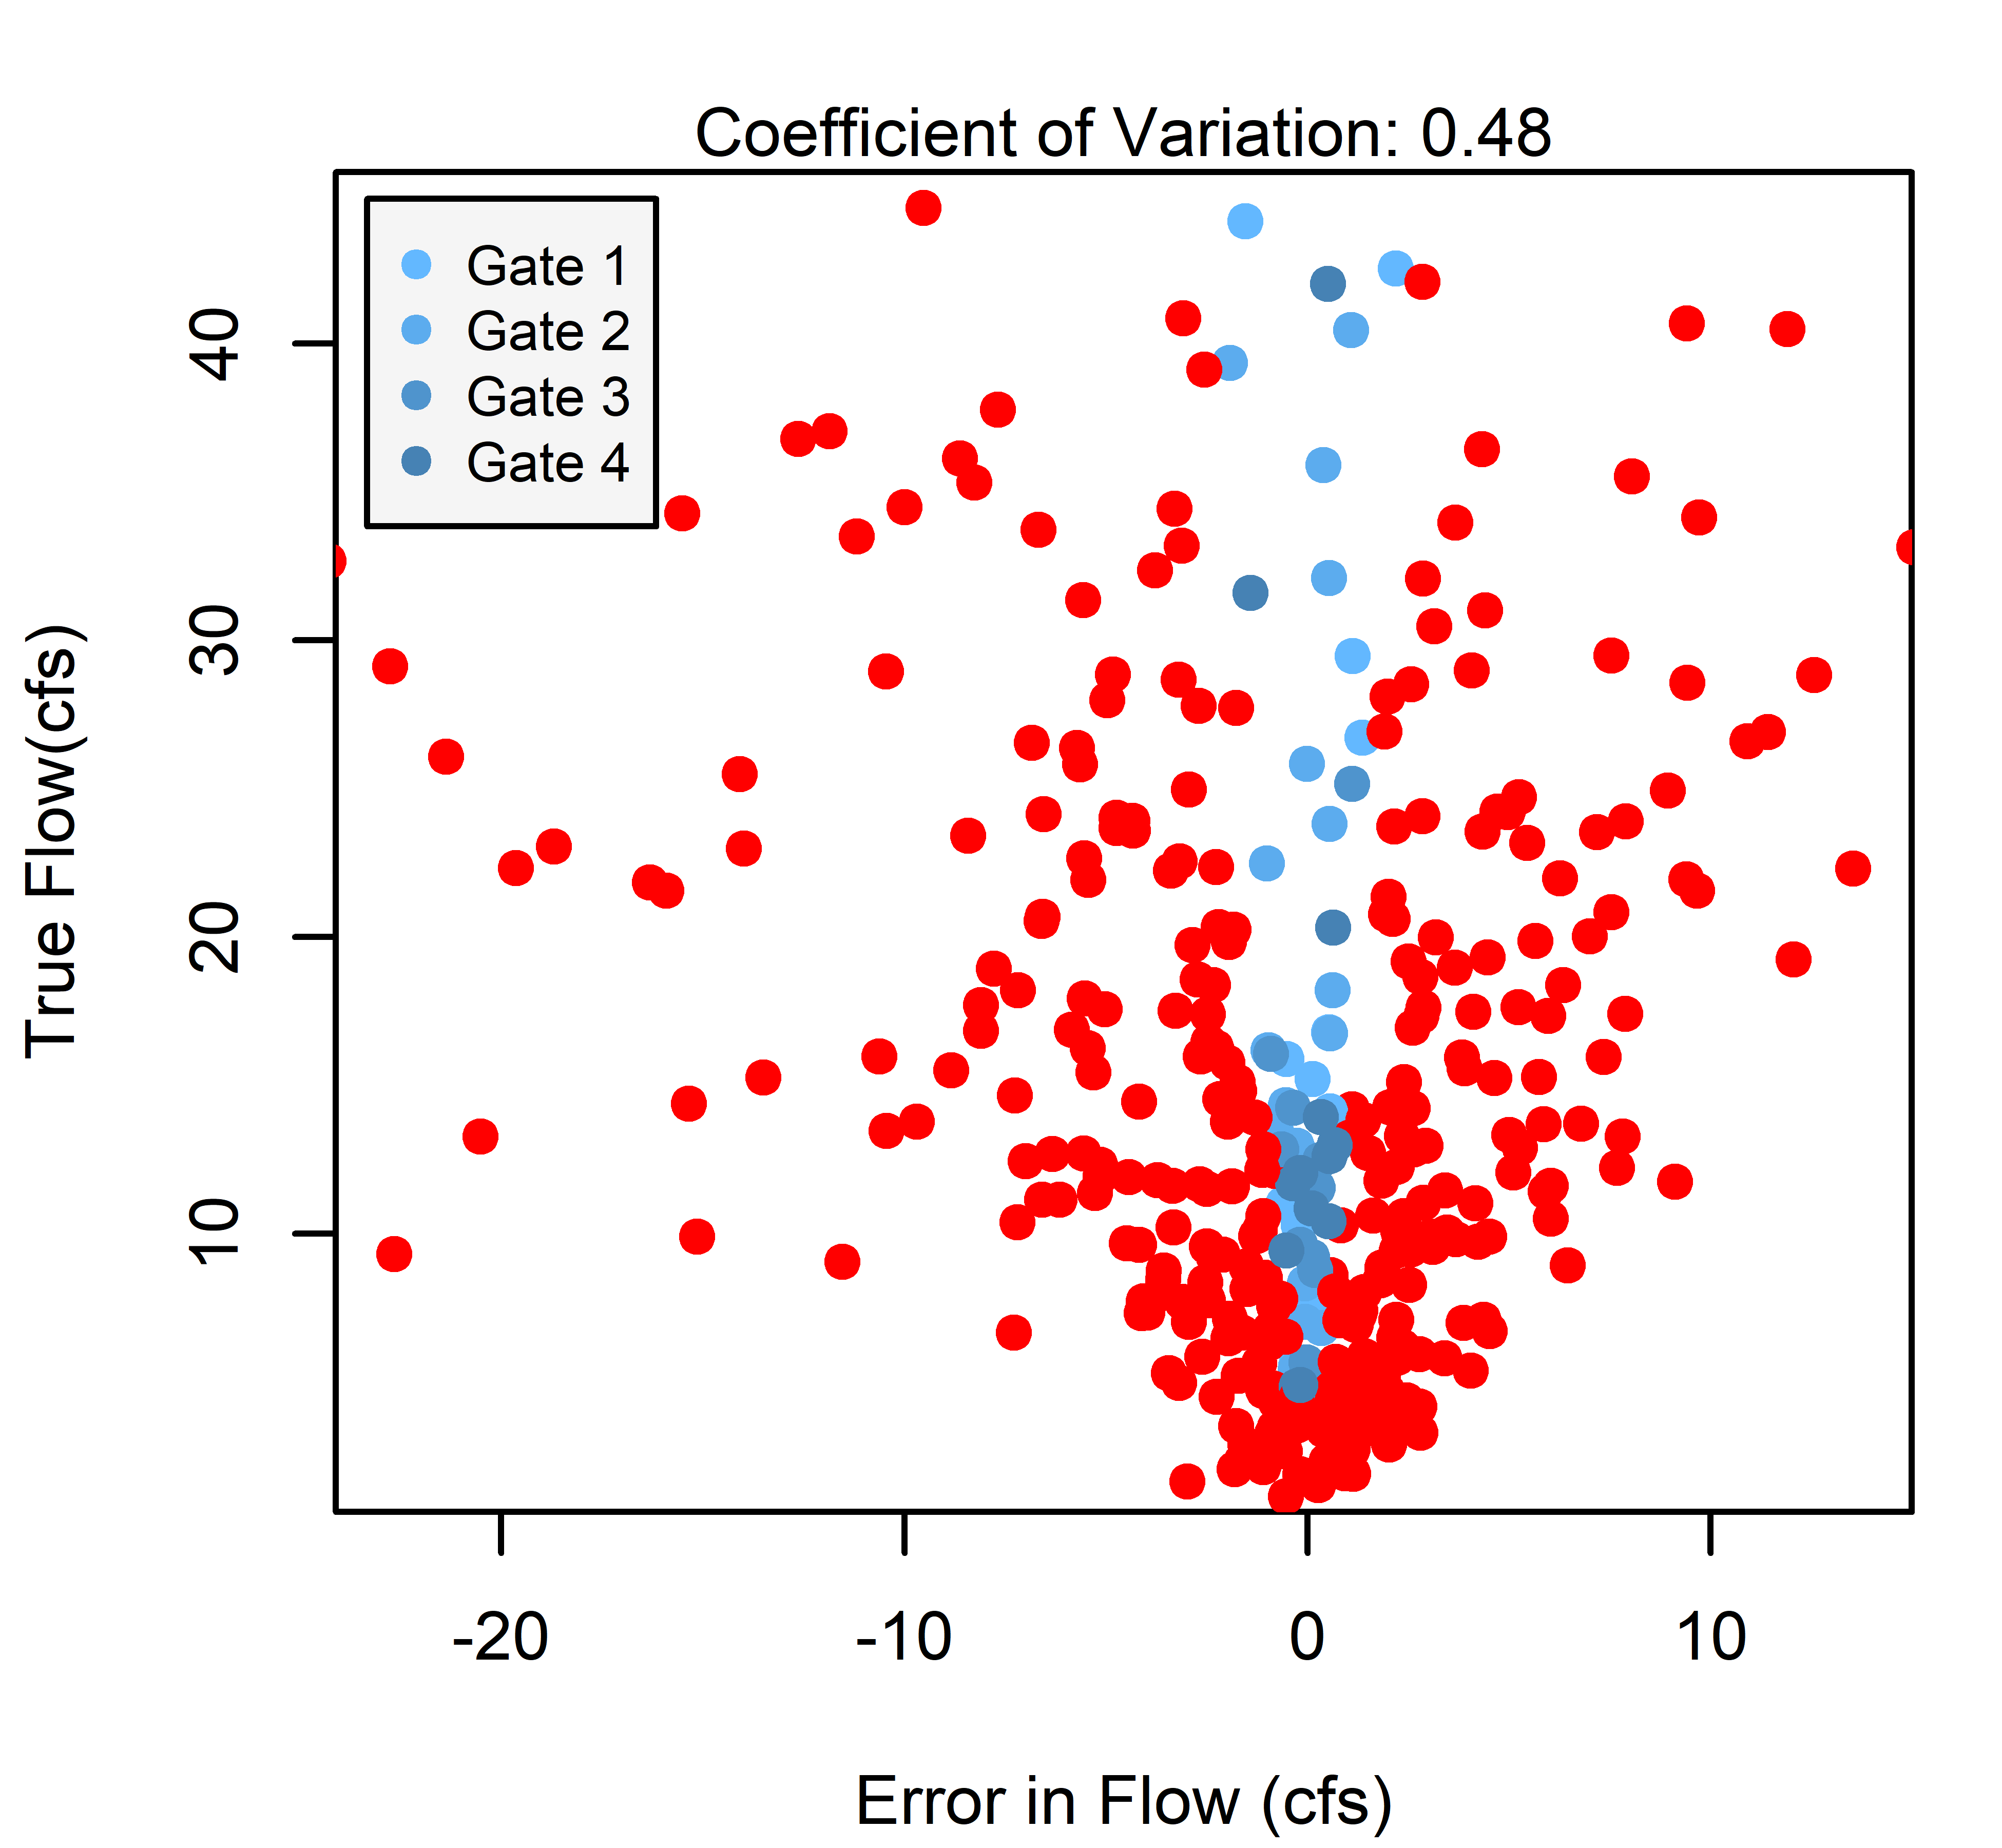 Coefficient of Variation: 0.48
Gate 1
Gate 2
Gate 3
Gate 4
True Flow(cfs)
40
30
20
10
-20 -10 0 10
Error in Flow (cfs)